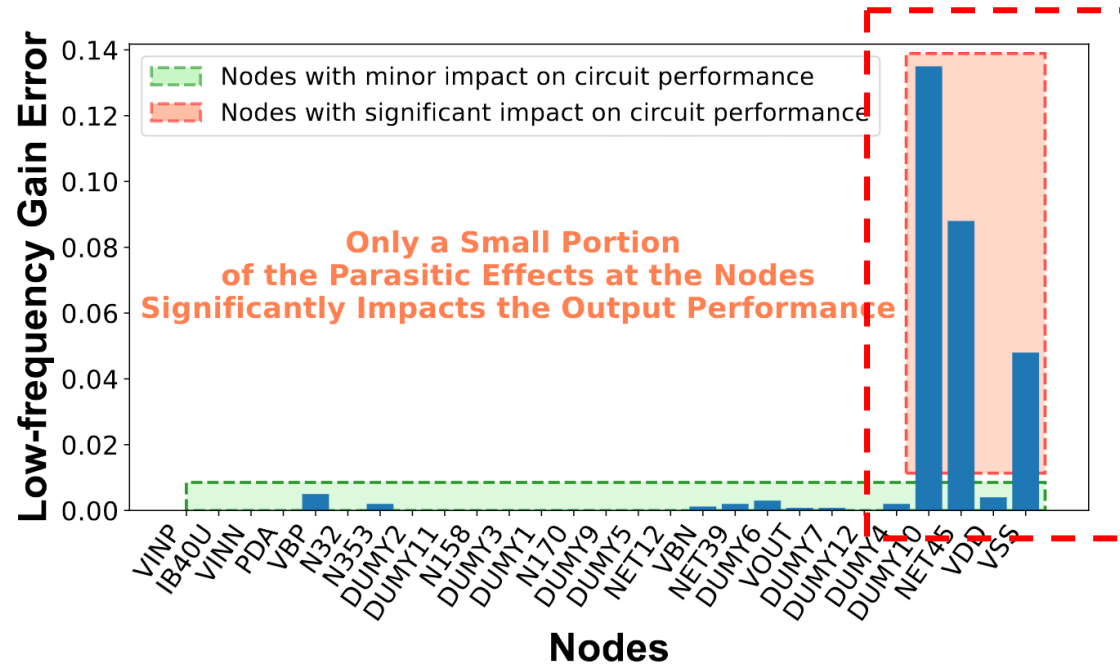 Low-frequency Gain Error
0.14
0.12
0.10
0.08
0.06
0.04
0.02
0.00
Nodes with minor impact on circuit performance
Nodes with significant impact on circuit performance
Only a Small Portion
of the Parasitic Effects at the Nodes
Significantly Impacts the Output Performance
VINP
IB40U
VINN
PDA
VBP
N32
N353
DUMY2
DUMY11
N158
DUMY3
DUMY1
N170
DUMY9
DUMY5
NET12
VBN
NET39
DUMY6
VOUT
DUMY7
DUMY12
DUMY4
DUMY10
NET45
VDD
VSS
Nodes